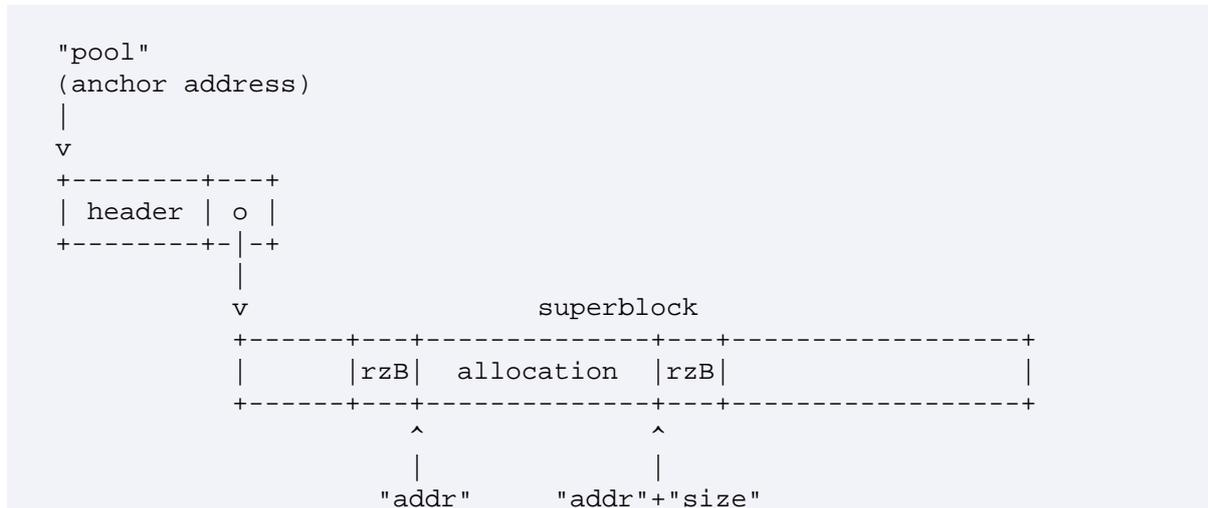 "pool"
(anchor address)
|
v
+--------+---+
| header | o |
+--------+-|-+
           |
           v                  superblock
           +------+---+--------------+---+------------------+
           |      |rzB|  allocation  |rzB|                  |
           +------+---+--------------+---+------------------+
                      ^              ^
                      |              |
                    "addr"     "addr"+"size"